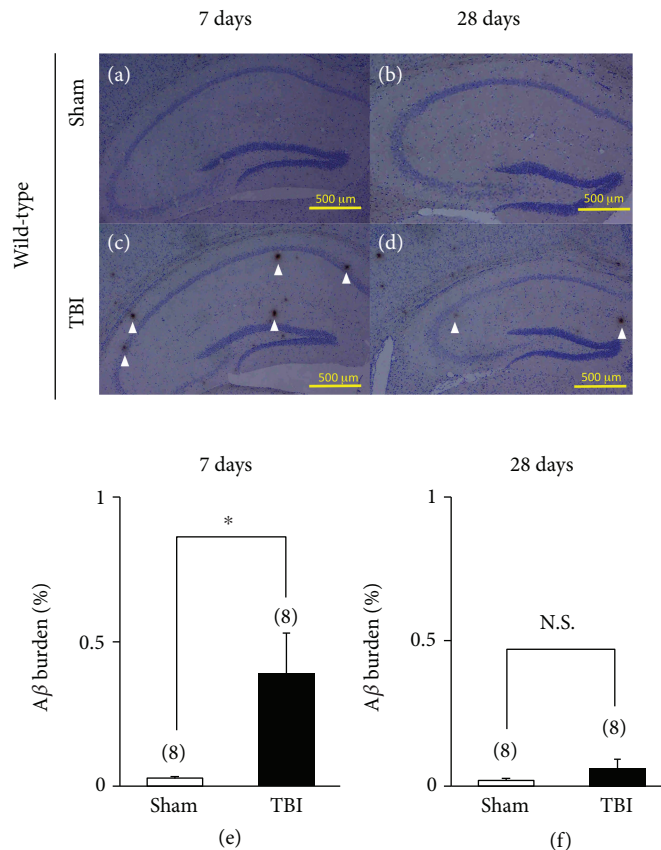 7 days 28 days
Wild-type
Sham
(a) (b)
500 μm 500 μm
TBI
(c) (d)
500 μm 500 μm
7 days
Aβ burden (%)
1
0.5
0
*
(8)
(8)
Sham TBI
(e)
28 days
Aβ burden (%)
1
0.5
0
N.S.
(8)
(8)
Sham TBI
(f)